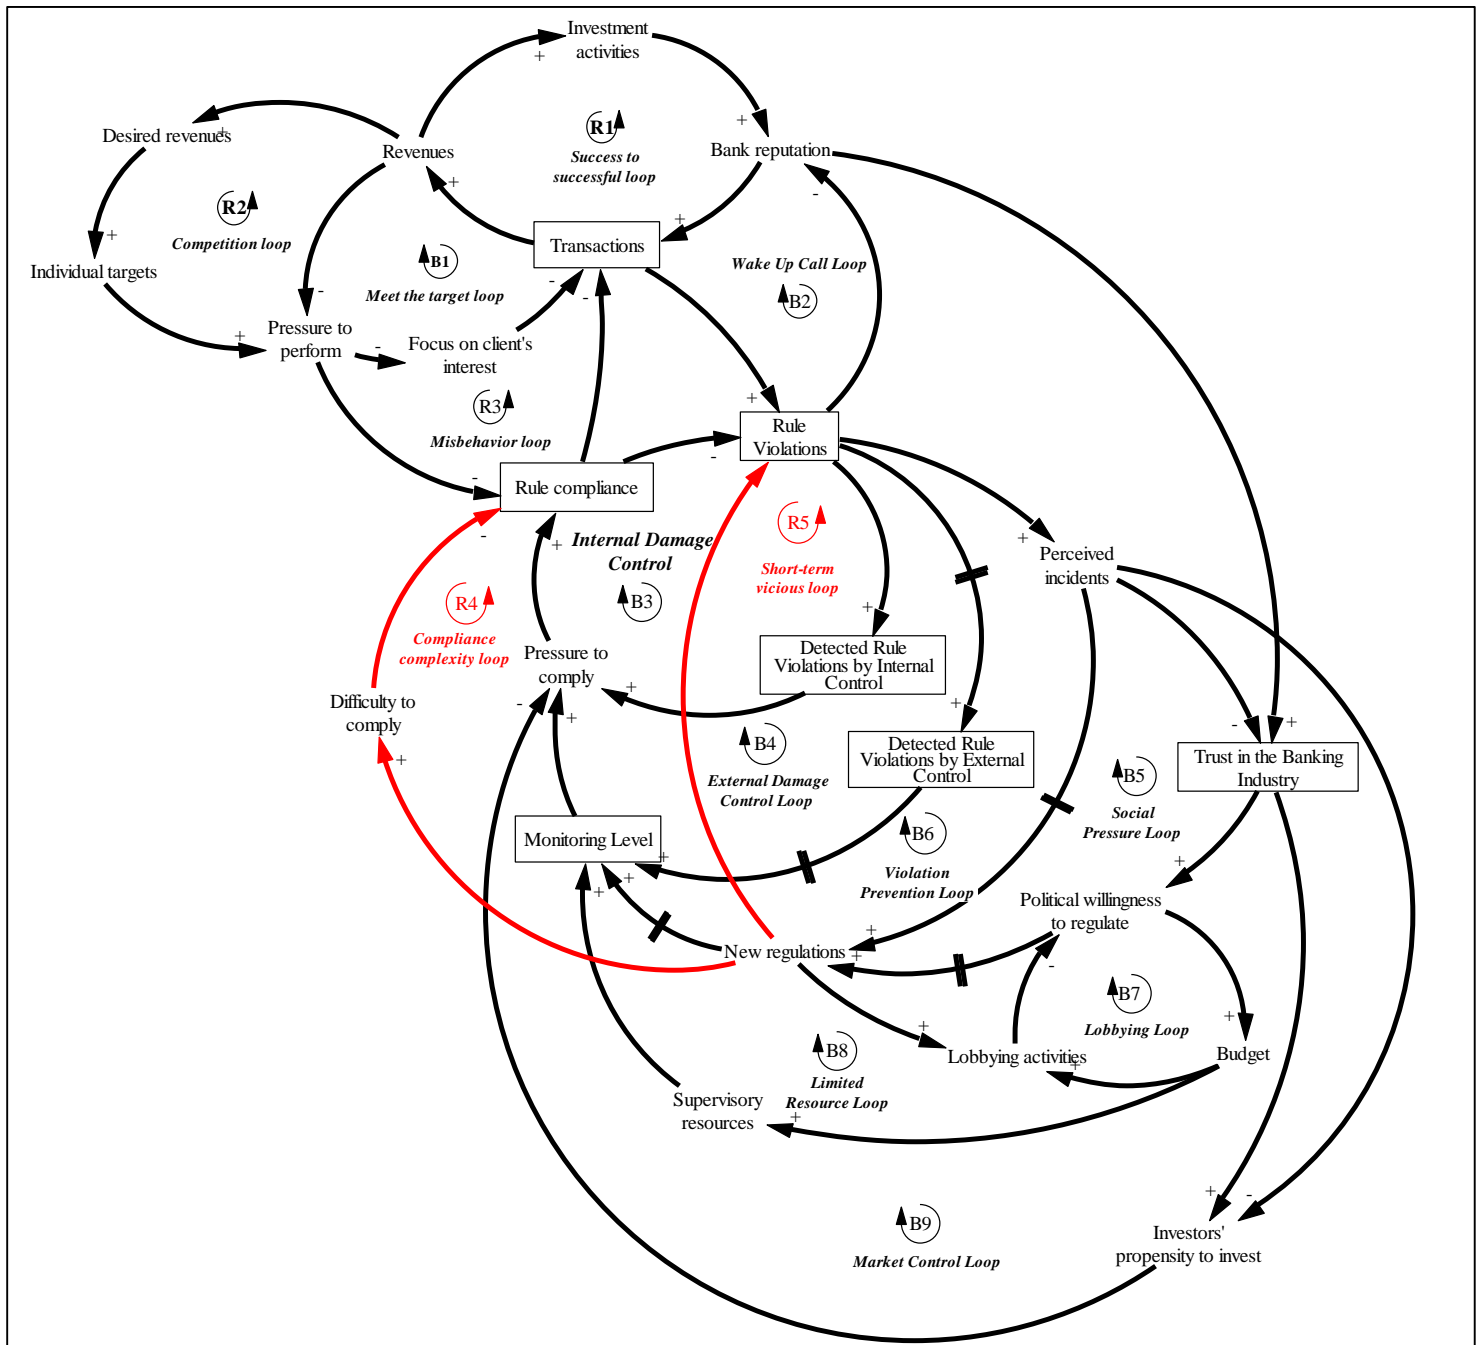 Investment
activities
+
+
R1
Success to
successful loop
Desired revenues
+
Revenues
Bank reputation
+
-
R2
Competition loop
+
+
Transactions
Individual targets
B1
Meet the target loop
Wake Up Call Loop
B2
-
-
-
+
Pressure to
perform
-
Focus on client's
interest
R3
Misbehavior loop
+
Rule
Violations
-
-
Rule compliance
-
+
Internal Damage
Control
B3
R5
Short-term
vicious loop
+
Perceived
incidents
R4
Compliance
complexity loop
+
Pressure to
comply
Detected Rule
Violations by Internal
Control
+
-
+
Difficulty to
comply
+
+
Detected Rule
Violations by External
Control
B4
External Damage
Control Loop
-
+
Trust in the Banking
Industry
B5
Social
Pressure Loop
Monitoring Level
+
+
+
B6
Violation
Prevention Loop
+
Political willingness
to regulate
+
New regulations
+
-
B7
Lobbying Loop
+
Budget
+
Lobbying activities
+
B8
Limited
Resource Loop
Supervisory
resources
+
B9
Market Control Loop
+
-
Investors'
propensity to invest